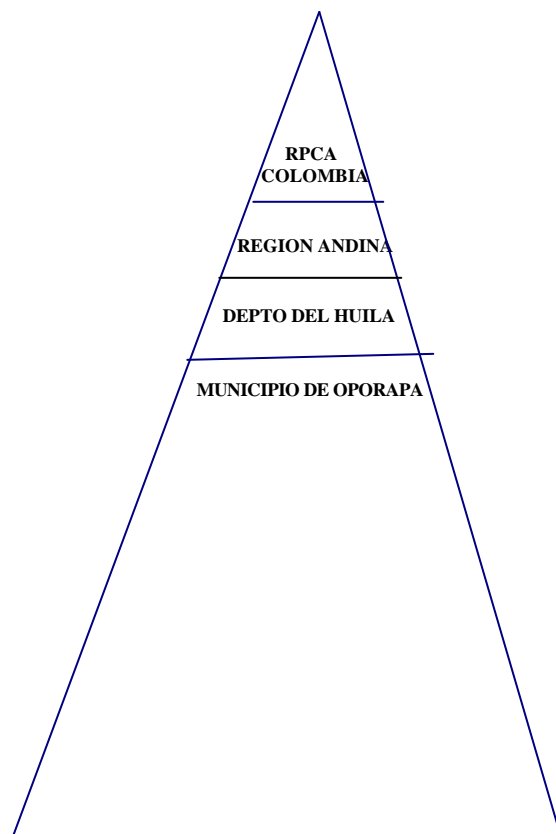 RPCA
COLOMBIA
REGION ANDINA
DEPTO DEL HUILA
MUNICIPIO DE OPORAPA